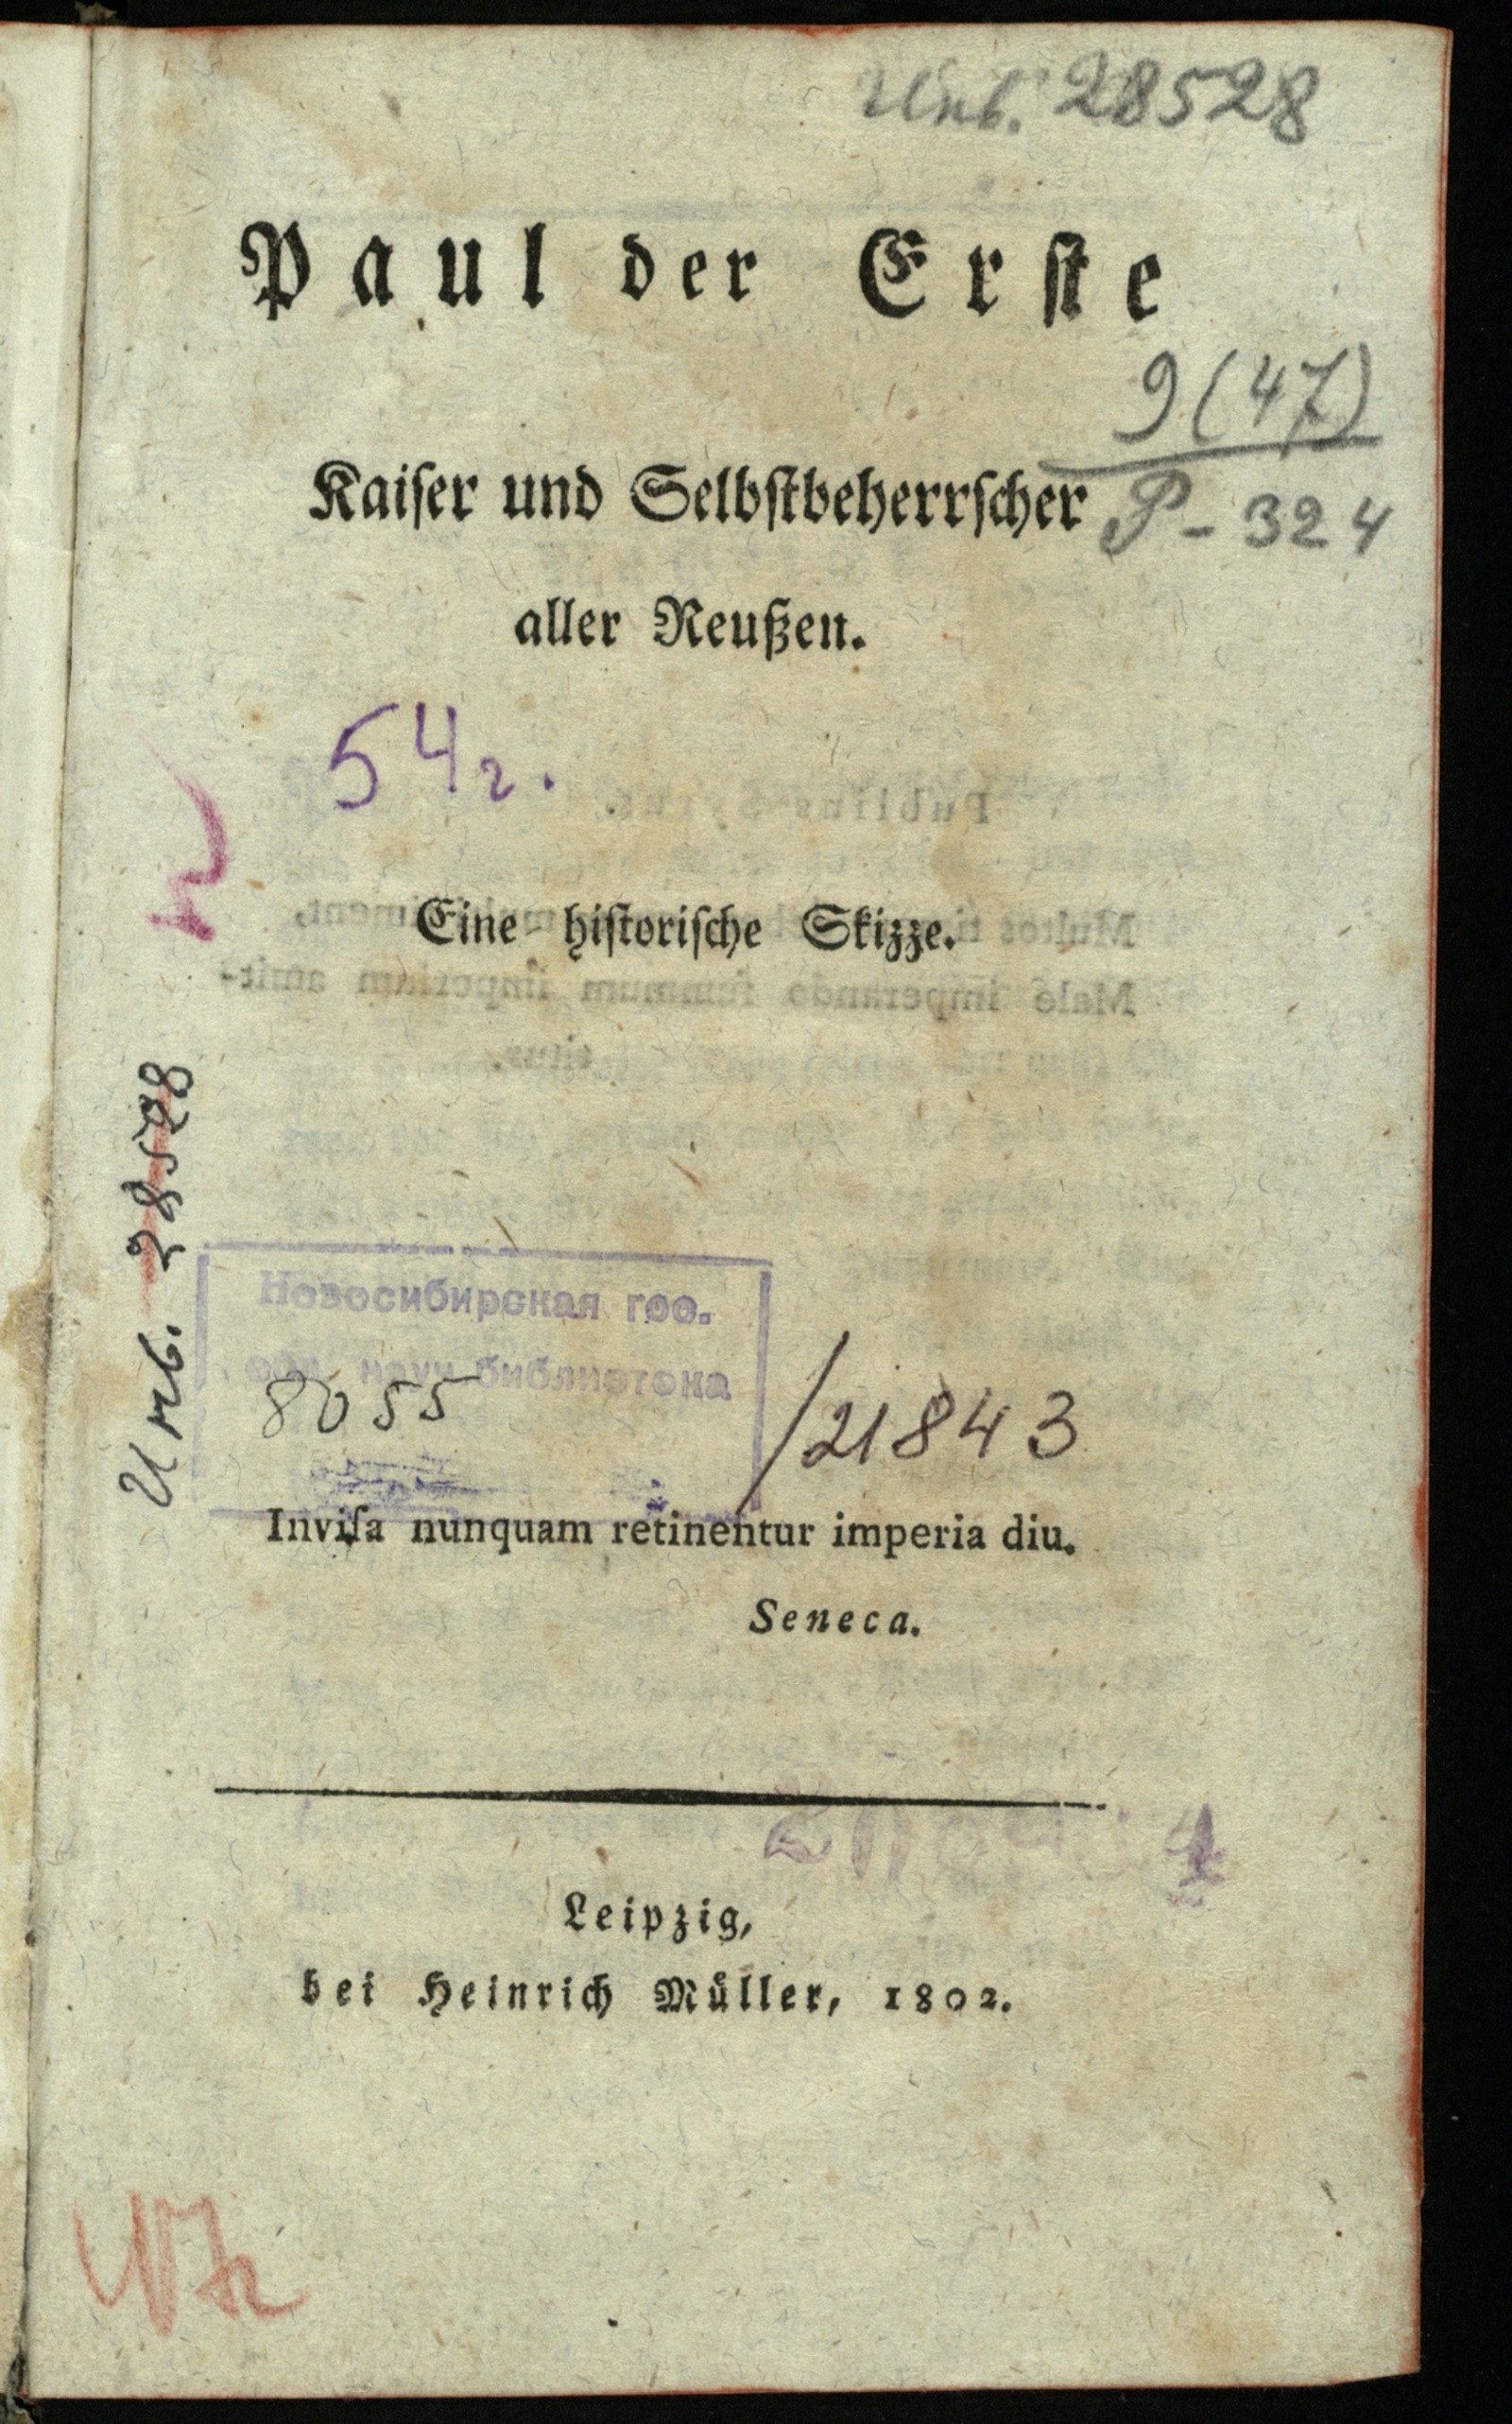 Инв. 28528
Paul der Erſte
9(47)
P-324
Kaiſer und Selbſtbeherrſcher
aller Reußen.
54г.
Eine hiſtoriſche Skizze.
Инв. 28528
Новосибирская гос.
обл. научн. библиотека
8055
/21843
Inviſa nunquam retinentur imperia diu.
Seneca.
Leipzig,
bei Heinrich Müller, 1802.